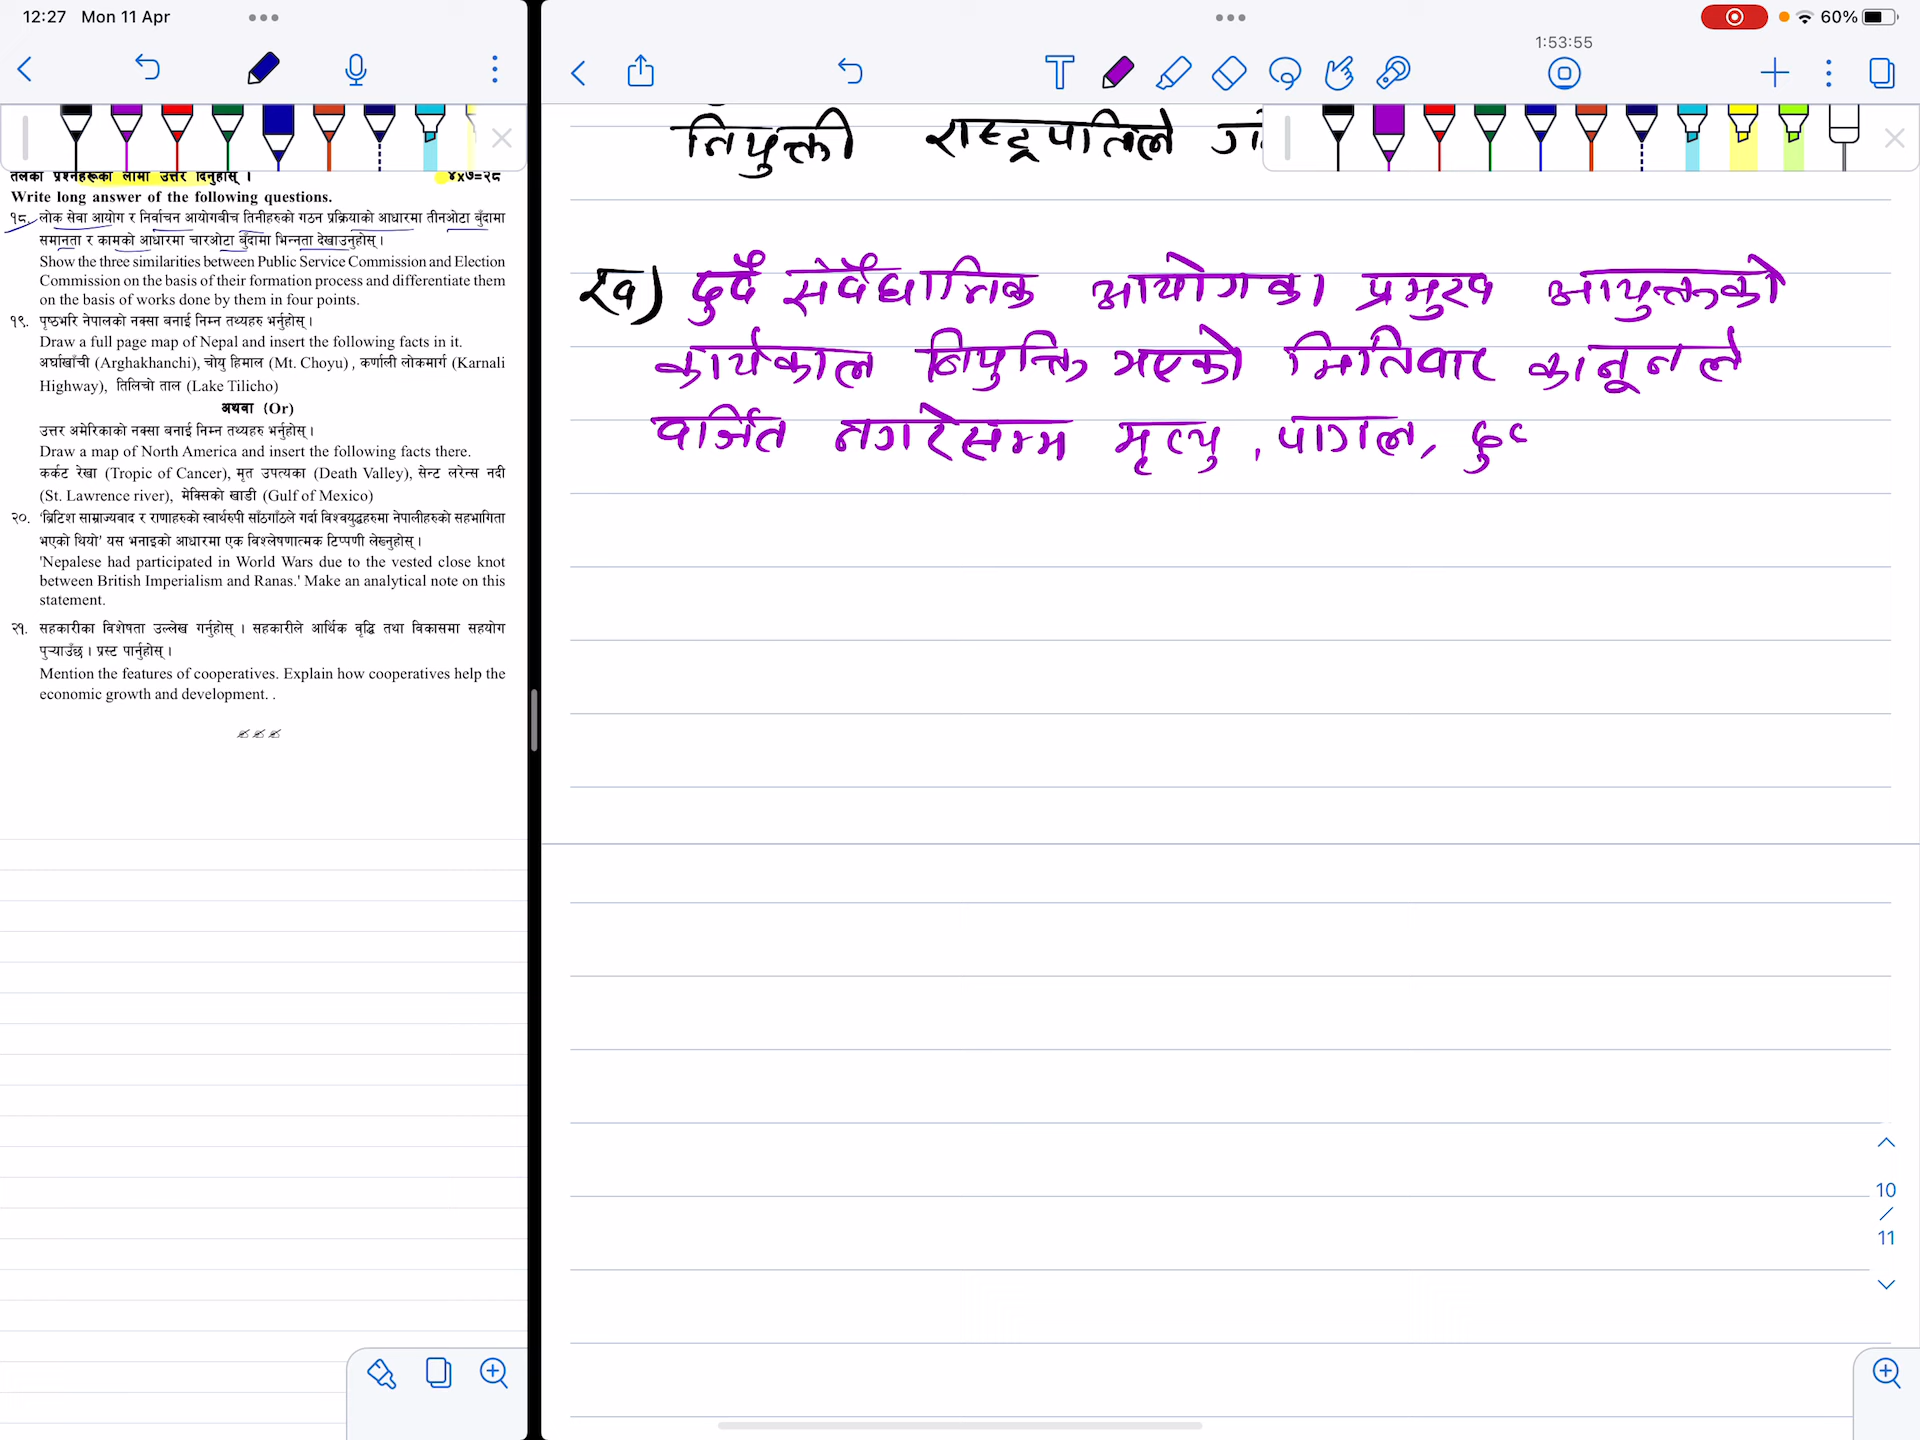 12:27 Mon 11 Apr
60%
1:53:55
तलका प्रश्नहरूको लामो उत्तर दिनुहोस् । ४x७=२८
Write long answer of the following questions.
१८. लोक सेवा आयोग र निर्वाचन आयोगबीच तिनीहरुको गठन प्रक्रियाको आधारमा तीनओटा बुँदामा
समानता र कामको आधारमा चारओटा बुँदामा भिन्नता देखाउनुहोस् ।
Show the three similarities between Public Service Commission and Election
Commission on the basis of their formation process and differentiate them
on the basis of works done by them in four points.
१९. पृष्ठभरि नेपालको नक्सा बनाई निम्न तथ्यहरु भर्नुहोस् ।
Draw a full page map of Nepal and insert the following facts in it.
अर्घाखाँची (Arghakhanchi), चोयु हिमाल (Mt. Choyu) , कर्णाली लोकमार्ग (Karnali
Highway), तिलिचो ताल (Lake Tilicho)
अथवा (Or)
उत्तर अमेरिकाको नक्सा बनाई निम्न तथ्यहरु भर्नुहोस् ।
Draw a map of North America and insert the following facts there.
कर्कट रेखा (Tropic of Cancer), मृत उपत्यका (Death Valley), सेन्ट लरेन्स नदी
(St. Lawrence river), मेक्सिको खाडी (Gulf of Mexico)
२०. 'ब्रिटिश साम्राज्यवाद र राणाहरुको स्वार्थरुपी साँठगाँठले गर्दा विश्वयुद्धहरुमा नेपालीहरुको सहभागिता
भएको थियो' यस भनाइको आधारमा एक विश्लेषणात्मक टिप्पणी लेख्नुहोस् ।
'Nepalese had participated in World Wars due to the vested close knot
between British Imperialism and Ranas.' Make an analytical note on this
statement.
२१. सहकारीका विशेषता उल्लेख गर्नुहोस् । सहकारीले आर्थिक वृद्धि तथा विकासमा सहयोग
पुऱ्याउँछ । प्रस्ट पार्नुहोस् ।
Mention the features of cooperatives. Explain how cooperatives help the
economic growth and development. .
नियुक्ती राष्ट्रपतिले
ख) दुवै संवैधानिक आयोगका प्रमुख आयुक्तको
कार्यकाल नियुक्ति भएको मितिवार कानूनले
वर्जित नगरेसम्म मृत्यु , पागल,
10
/
11